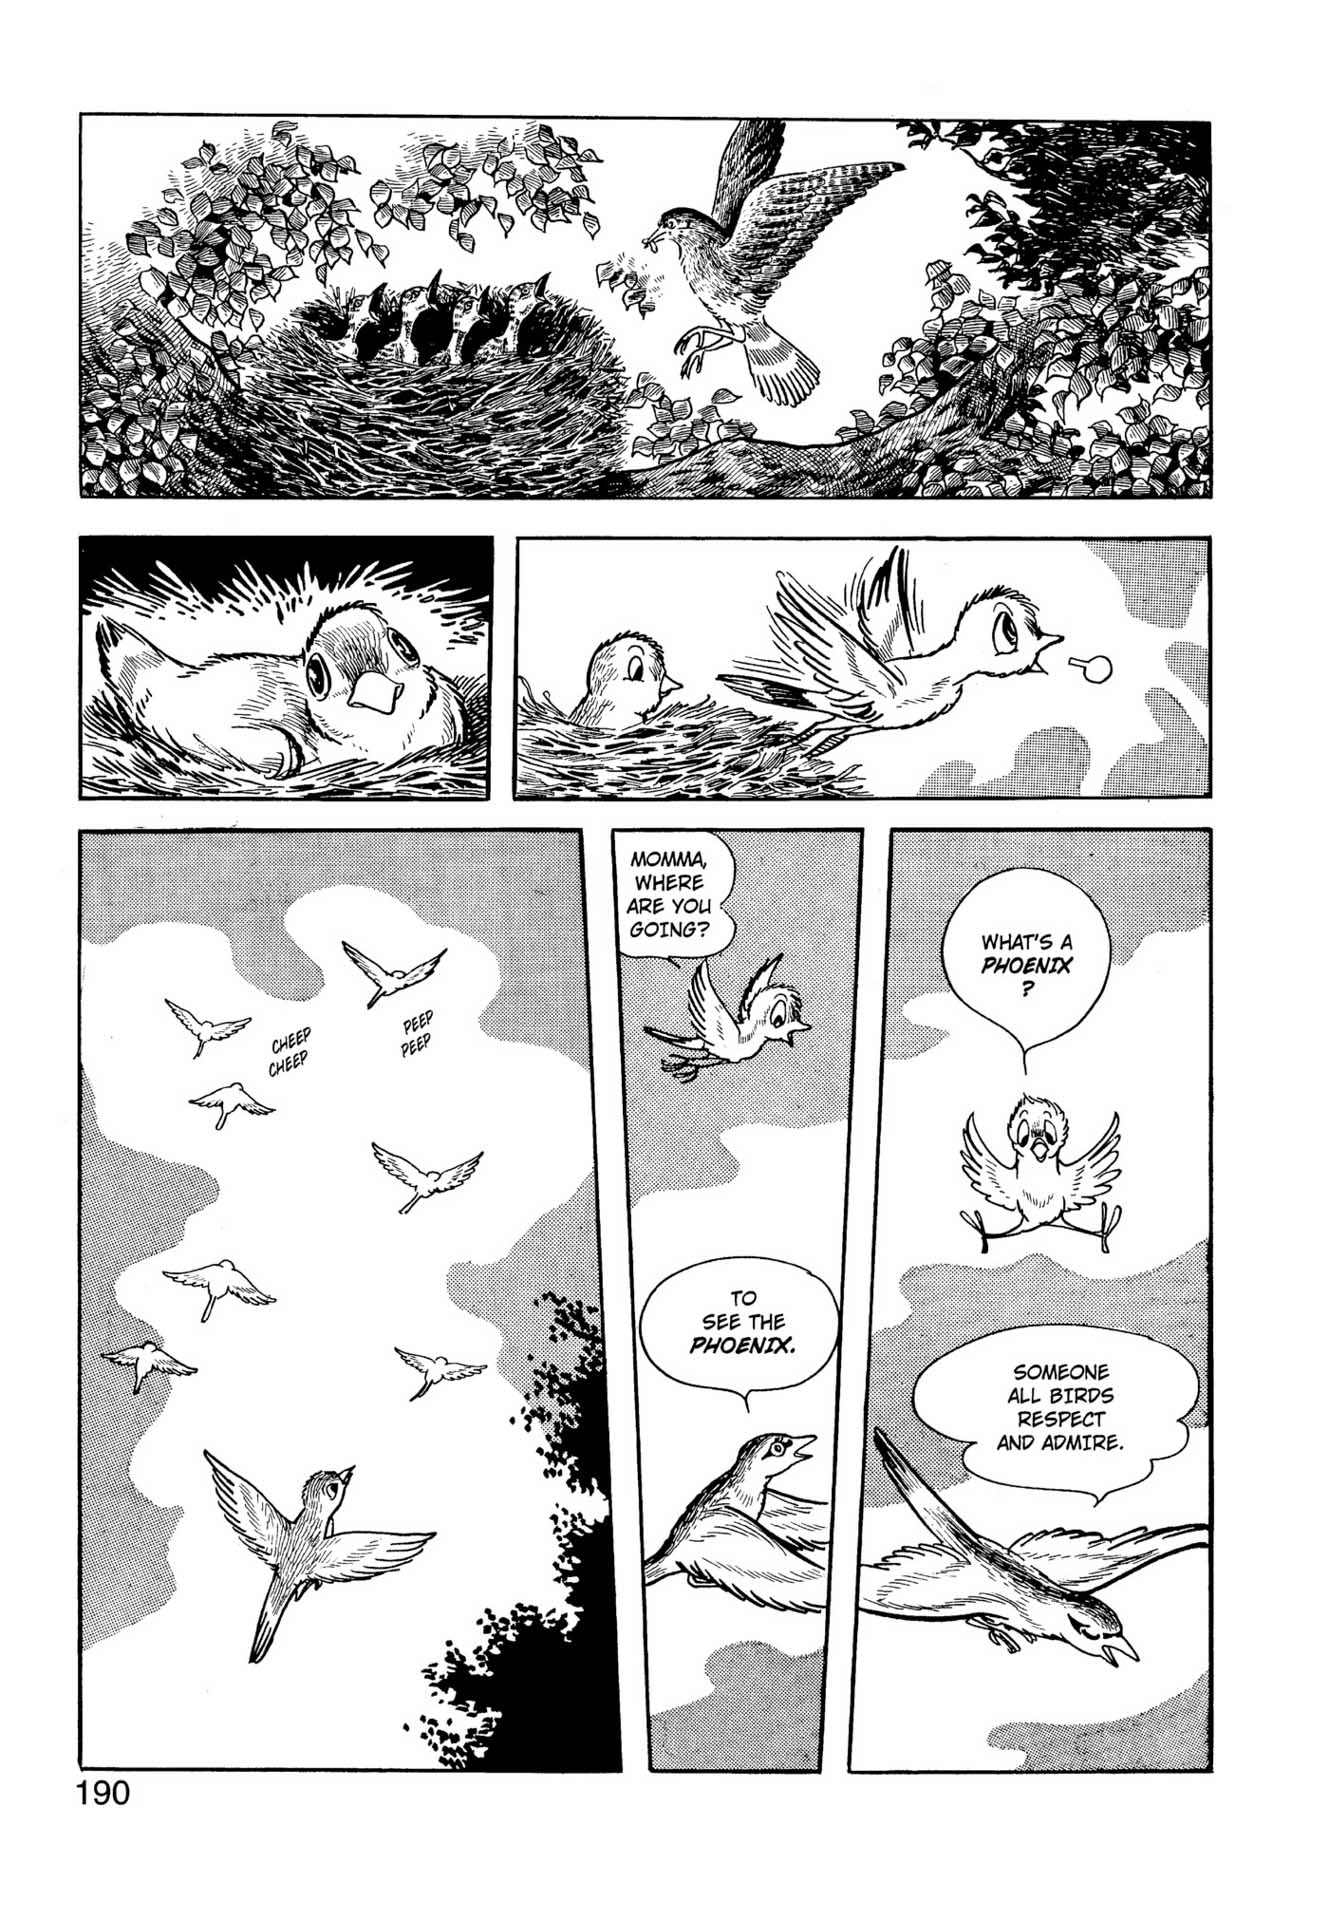 CHEEP
CHEEP
PEEP
PEEP
MOMMA,
WHERE
ARE YOU
GOING?
TO
SEE THE
PHOENIX.
WHAT'S A
PHOENIX
?
SOMEONE
ALL BIRDS
RESPECT
AND ADMIRE.
190